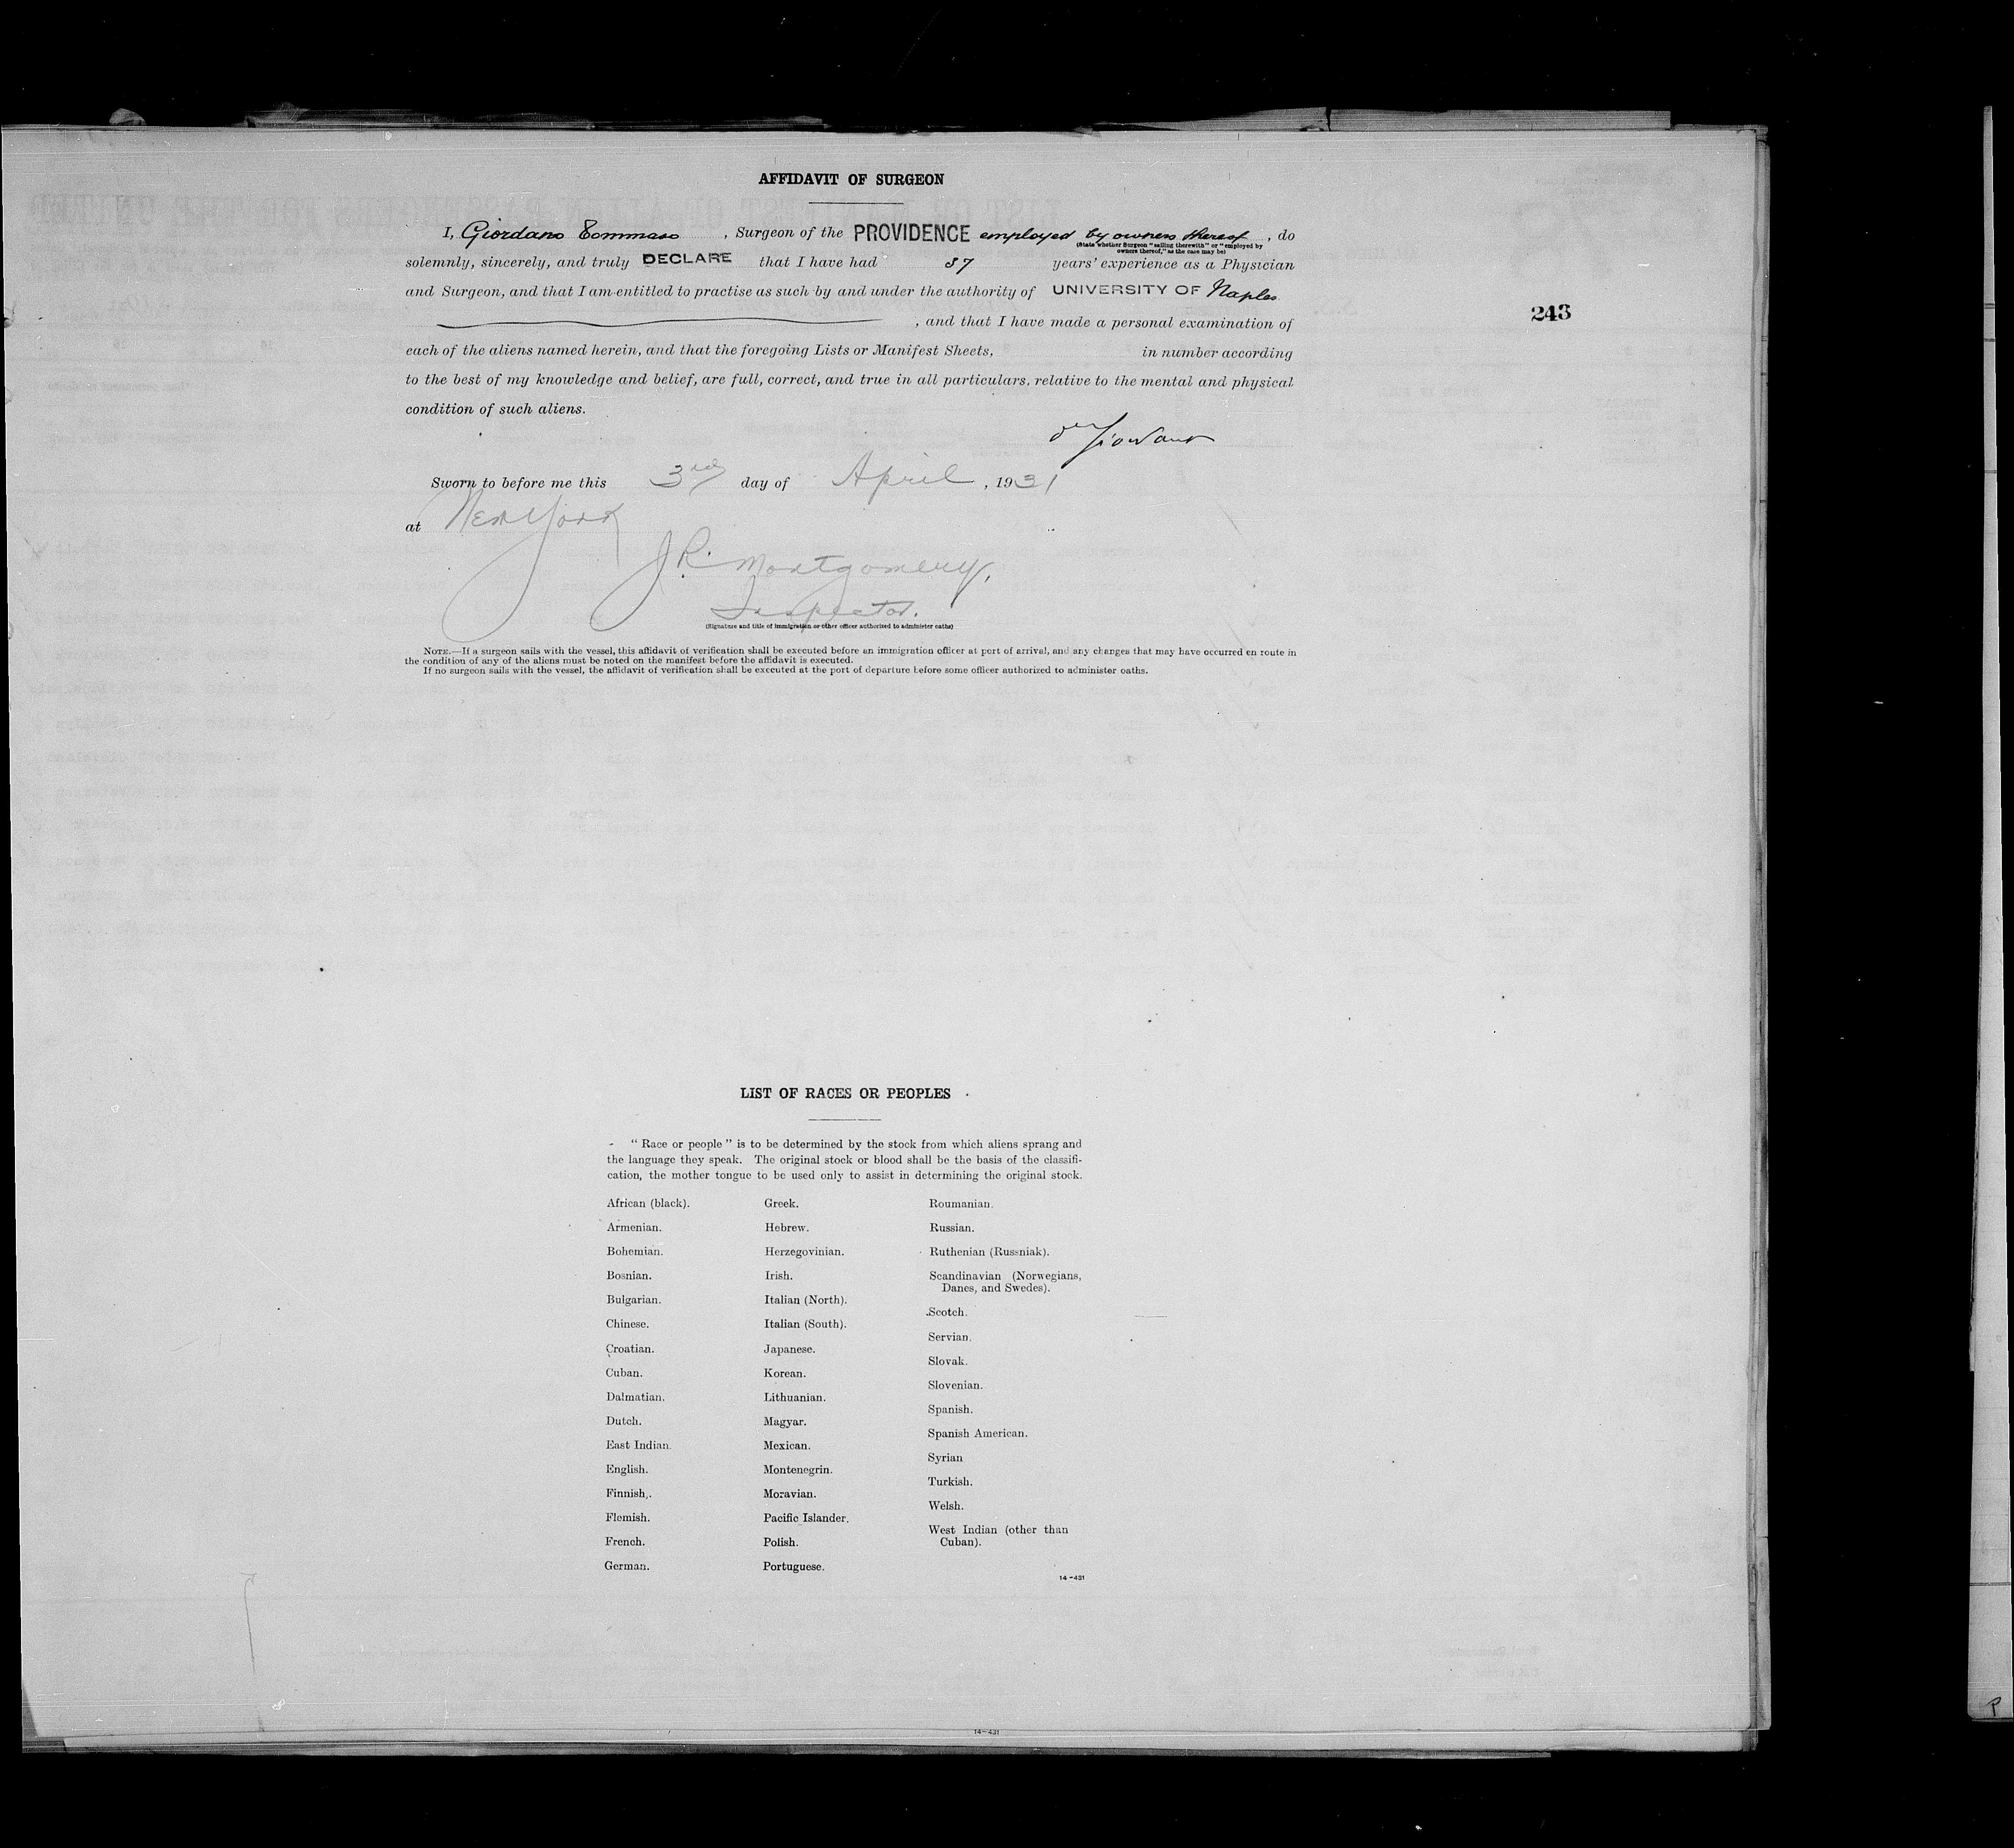 AFFIDAVIT OF SURGEON
I, Giordano Tommaso , Surgeon of the PROVIDENCE employed by owners thereof , do
(State whether Surgeon "sailing therewith" or "employed by
owners thereof," as the case may be)
solemnly, sincerely, and truly DECLARE that I have had 37 years' experience as a Physician
and Surgeon, and that I am entitled to practise as such by and under the authority of UNIVERSITY OF Naples
, and that I have made a personal examination of
243
each of the aliens named herein, and that the foregoing Lists or Manifest Sheets, in number according
to the best of my knowledge and belief, are full, correct, and true in all particulars, relative to the mental and physical
condition of such aliens.
Giordano
Sworn to before me this 3rd day of April , 1931
at New York
J.R. Montgomery,
Inspector.
(Signature and title of immigration or other officer authorized to administer oaths)
NOTE.—If a surgeon sails with the vessel, this affidavit of verification shall be executed before an immigration officer at port of arrival, and any changes that may have occurred en route in
the condition of any of the aliens must be noted on the manifest before the affidavit is executed.
If no surgeon sails with the vessel, the affidavit of verification shall be executed at the port of departure before some officer authorized to administer oaths.
LIST OF RACES OR PEOPLES
" Race or people " is to be determined by the stock from which aliens sprang and
the language they speak. The original stock or blood shall be the basis of the classifi-
cation, the mother tongue to be used only to assist in determining the original stock.
African (black).
Armenian.
Bohemian.
Bosnian.
Bulgarian.
Chinese.
Croatian.
Cuban.
Dalmatian.
Dutch.
East Indian.
English.
Finnish.
Flemish.
French.
German.
Greek.
Hebrew.
Herzegovinian.
Irish.
Italian (North).
Italian (South).
Japanese.
Korean.
Lithuanian.
Magyar.
Mexican.
Montenegrin.
Moravian.
Pacific Islander.
Polish.
Portuguese.
Roumanian.
Russian.
Ruthenian (Russniak).
Scandinavian (Norwegians,
Danes, and Swedes).
Scotch.
Servian.
Slovak.
Slovenian.
Spanish.
Spanish American.
Syrian
Turkish.
Welsh.
West Indian (other than
Cuban).
14-431
14-431